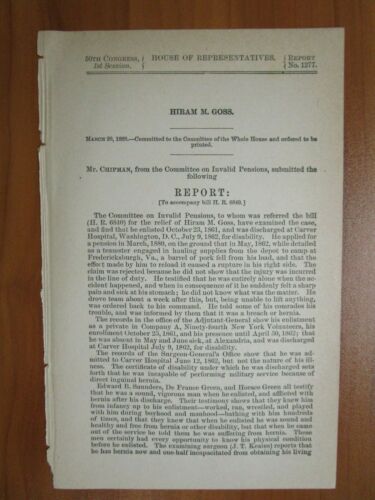 50TH CONGRESS, HOUSE OF REPRESENTATIVES. REPORT
1st Session. No. 1277.
HIRAM M. GOSS.
MARCH 20, 1888.—Committed to the Committee of the Whole House and ordered to be
printed.
Mr. CHIPMAN, from the Committee on Invalid Pensions, submitted the
following
REPORT:
[To accompany bill H. R. 6840.]
The Committee on Invalid Pensions, to whom was referred the bill
(H. R. 6840) for the relief of Hiram M. Goss, have examined the case,
and find that he enlisted October 23, 1861, and was discharged at Carver
Hospital, Washington, D. C., July 9, 1862, for disability. He applied for
a pension in March, 1880, on the ground that in May, 1862, while detailed
as a teamster engaged in hauling supplies from the depot to camp at
Fredericksburgh, Va., a barrel of pork fell from his load, and that the
effort made by him to reload it caused a rupture in his right side. The
claim was rejected because he did not show that the injury was incurred
in the line of duty. He testified that he was entirely alone when the ac-
cident happened, and when in consequence of it he suddenly felt a sharp
pain and sick at his stomach; he did not know what was the matter. He
drove team about a week after this, but, being unable to lift anything,
was ordered back to his command. He told some of his comrades his
trouble, and was informed by them that it was a breach or hernia.
The records in the office of the Adjutant-General show his enlistment
as a private in Company A, Ninety-fourth New York Volunteers, his
enrollment October 23, 1861, and his presence until April 30, 1862; that
he was absent in May and June sick, at Alexandria, and was discharged
at Carver Hospital July 9, 1862, for disability.
The records of the Surgeon-General's Office show that he was ad-
mitted to Carver Hospital June 12, 1862, but not the nature of his ill-
ness. The certificate of disability under which he was discharged sets
forth that he was incapable of performing military service because of
direct inguinal hernia.
Edward B. Saunders, De France Green, and Horace Green all testify
that he was a sound, vigorous man when he enlisted, and afflicted with
hernia after his discharge. Their testimony shows that they knew him
from infancy up to his enlistment—worked, ran, wrestled, and played
with him during boyhood and manhood—bathing with him hundreds
of times, and that they knew that when he enlisted he was sound and
healthy and free from hernia or other disability, but that when he came
out of the service he told them he was suffering from hernia. These
men certainly had every opportunity to know his physical condition
before he enlisted. The examining surgeon (J. T. Keaios) reports that
he has hernia now and one-half incapacitated from obtaining his living